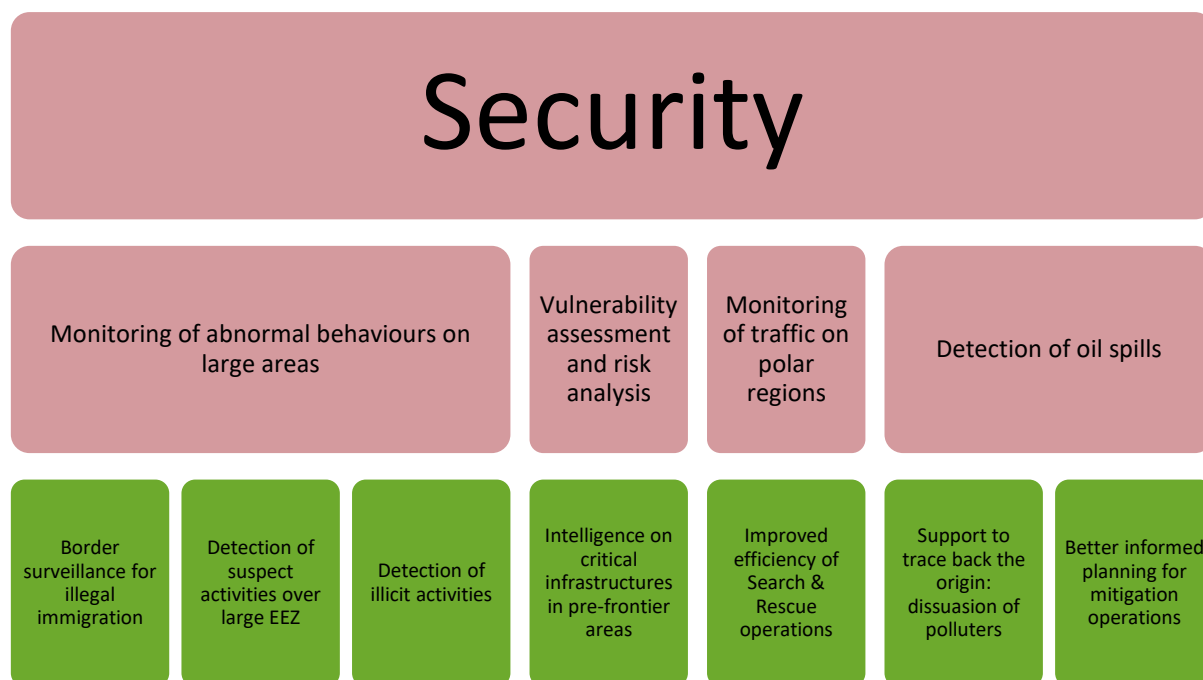 Security
Monitoring of abnormal behaviours on
large areas
Vulnerability
assessment
and risk
analysis
Monitoring
of traffic on
polar
regions
Detection of oil spills
Border
surveillance for
illegal
immigration
Detection of
suspect
activities over
large EEZ
Detection of
illicit activities
Intelligence on
critical
infrastructures
in pre-frontier
areas
Improved
efficiency of
Search &
Rescue
operations
Support to
trace back the
origin:
dissuasion of
polluters
Better informed
planning for
mitigation
operations